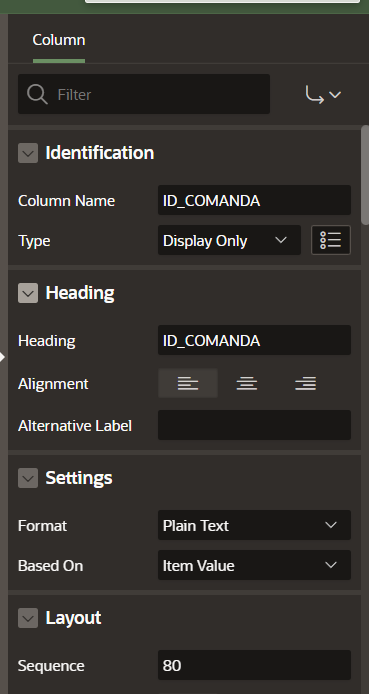 Column
Filter
Identification
Column Name ID_COMANDA
Type Display Only
Heading
Heading ID_COMANDA
Alignment
Alternative Label
Settings
Format Plain Text
Based On Item Value
Layout
Sequence 80